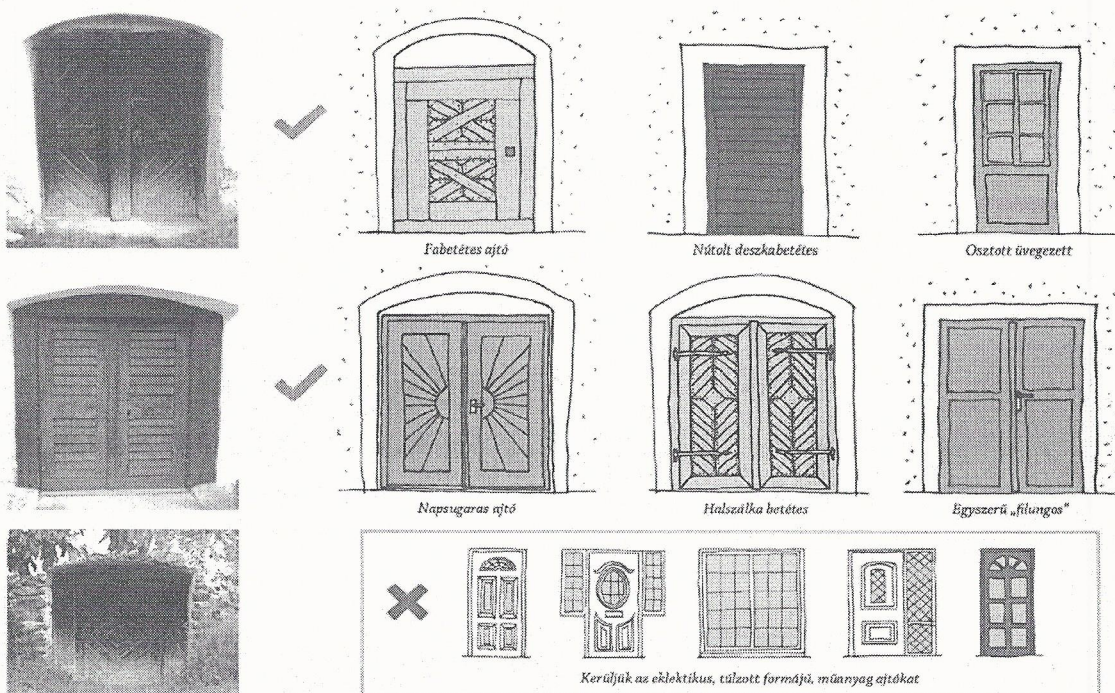 Fabetétes ajtó
Nútolt deszkabetétes
Osztott üvegezett
Napsugaras ajtó
Halszálka betétes
Egyszerű „filungos”
Kerüljük az eklektikus, túlzott formájú, műanyag ajtókat